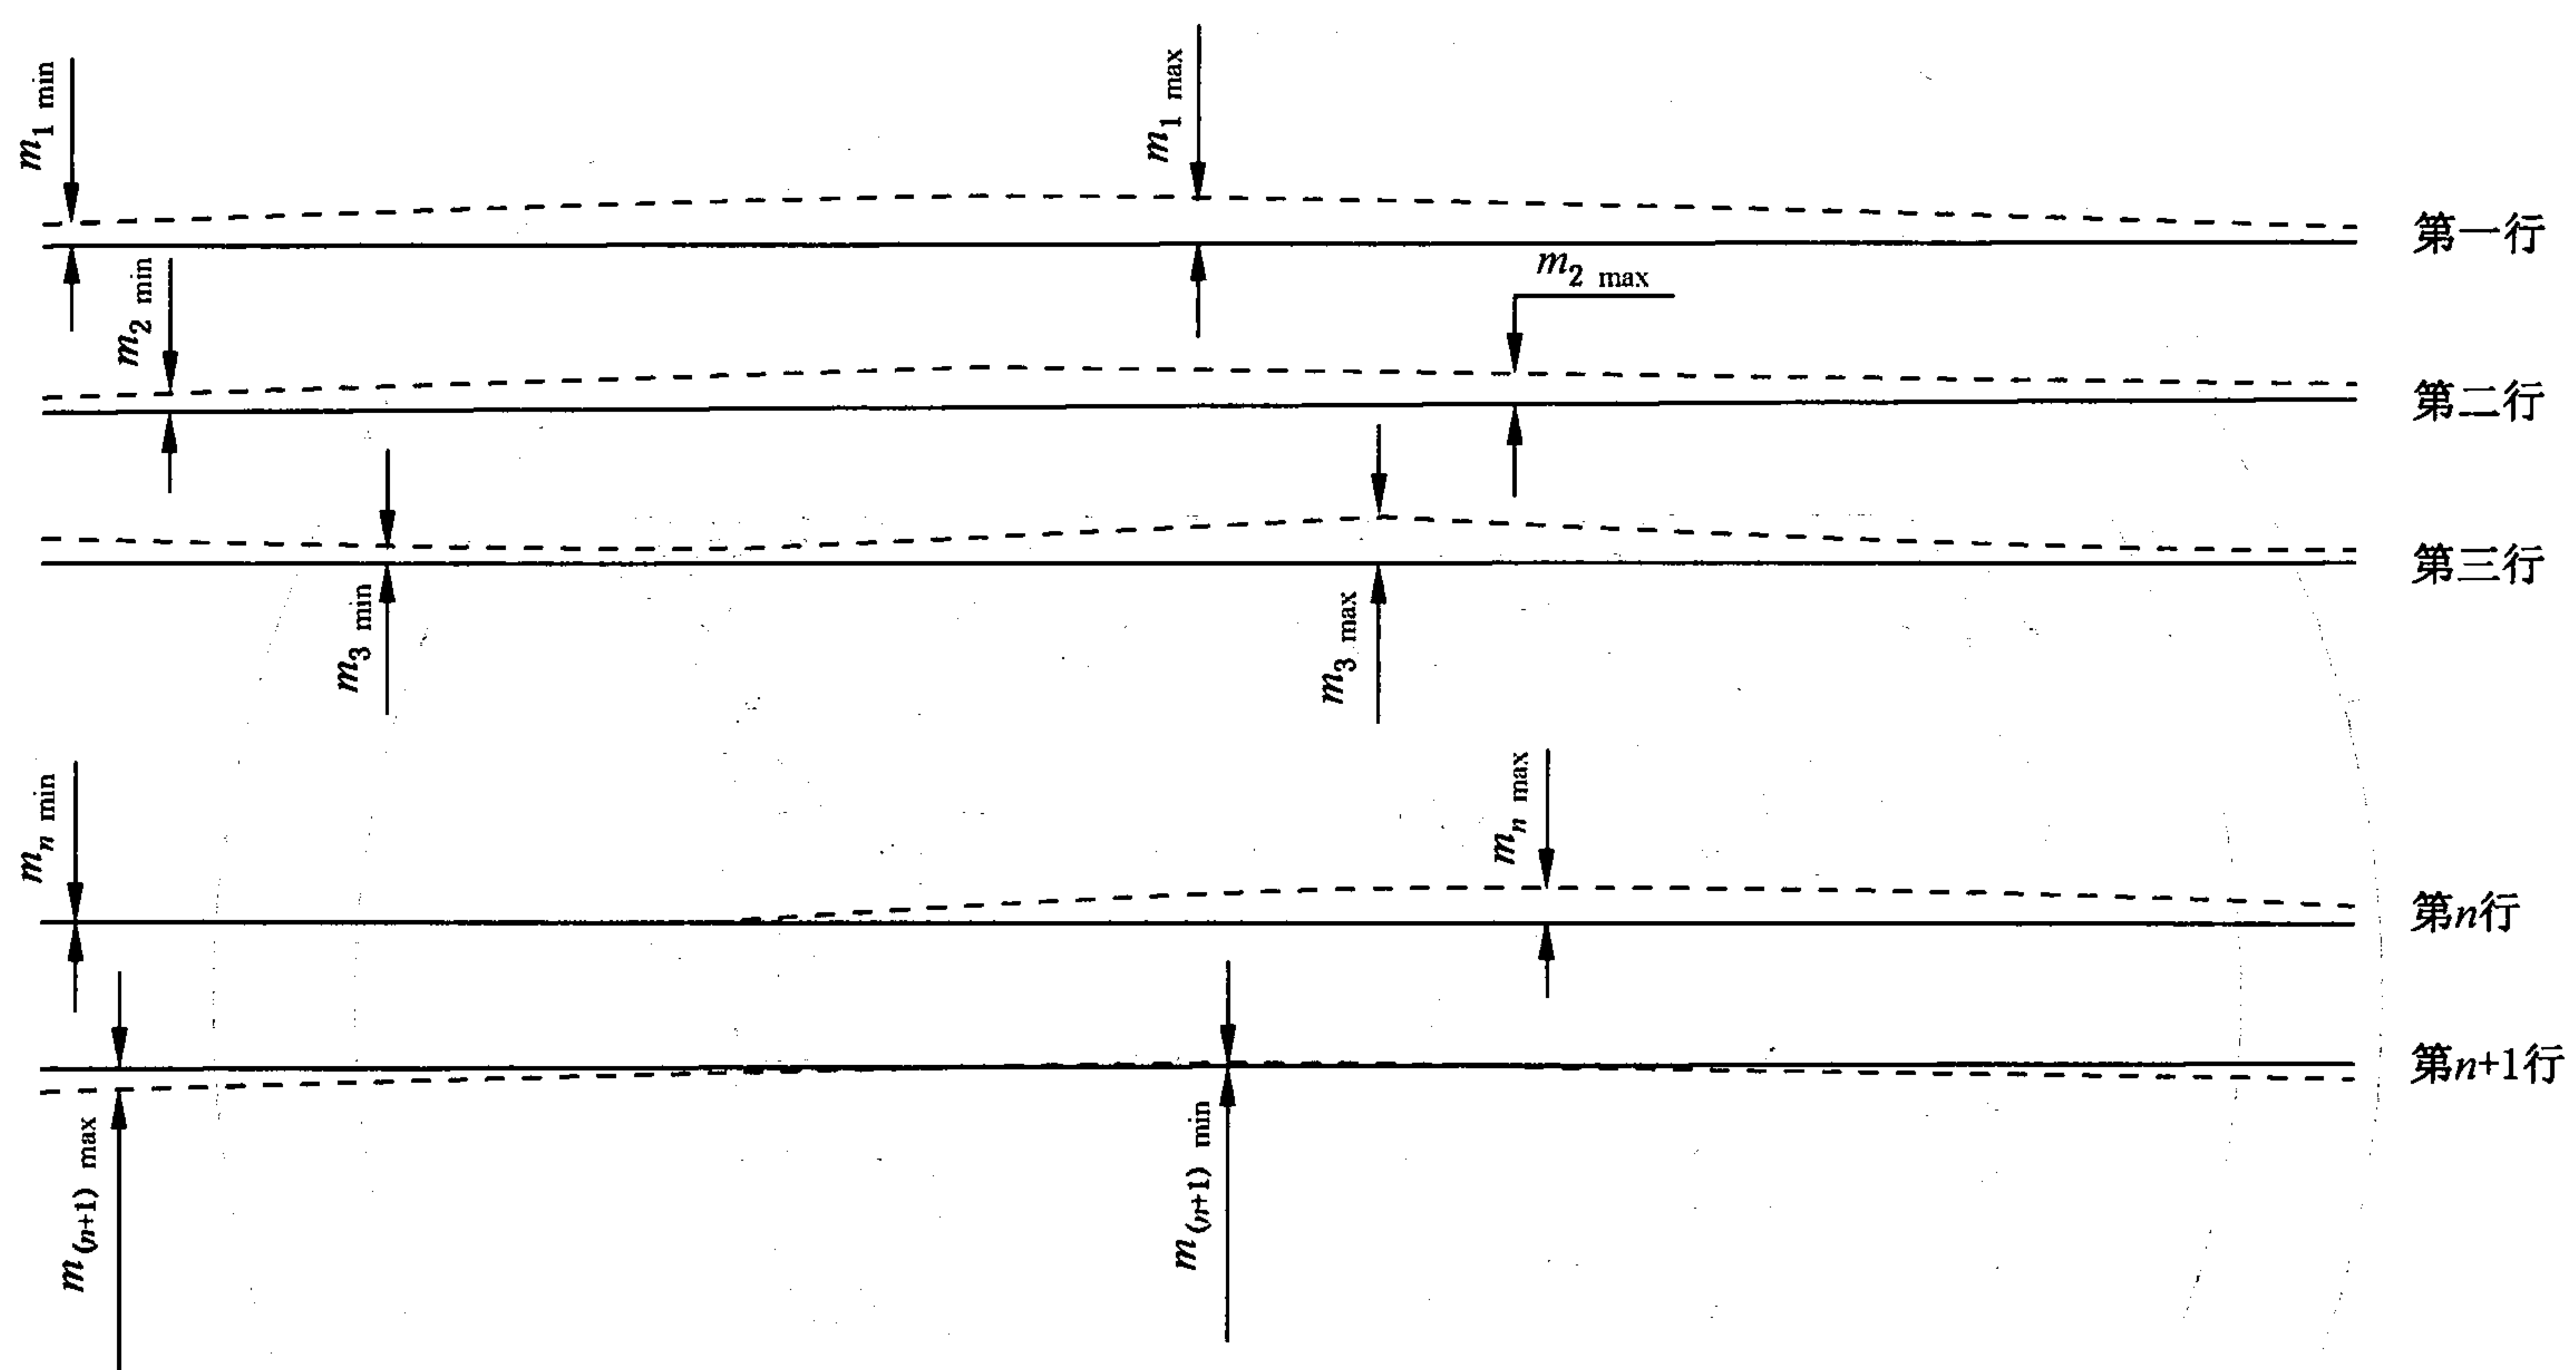 m1 min
m1 max
第一行
m2 min
m2 max
第二行
m3 min
m3 max
第三行
mn min
mn max
第n行
m(n+1) max
m(n+1) min
第n+1行